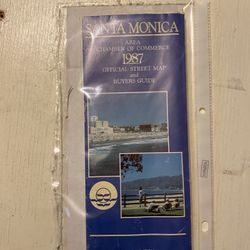 SANTA MONICA
AREA
CHAMBER OF COMMERCE
1987
OFFICIAL STREET MAP
and
BUYERS GUIDE